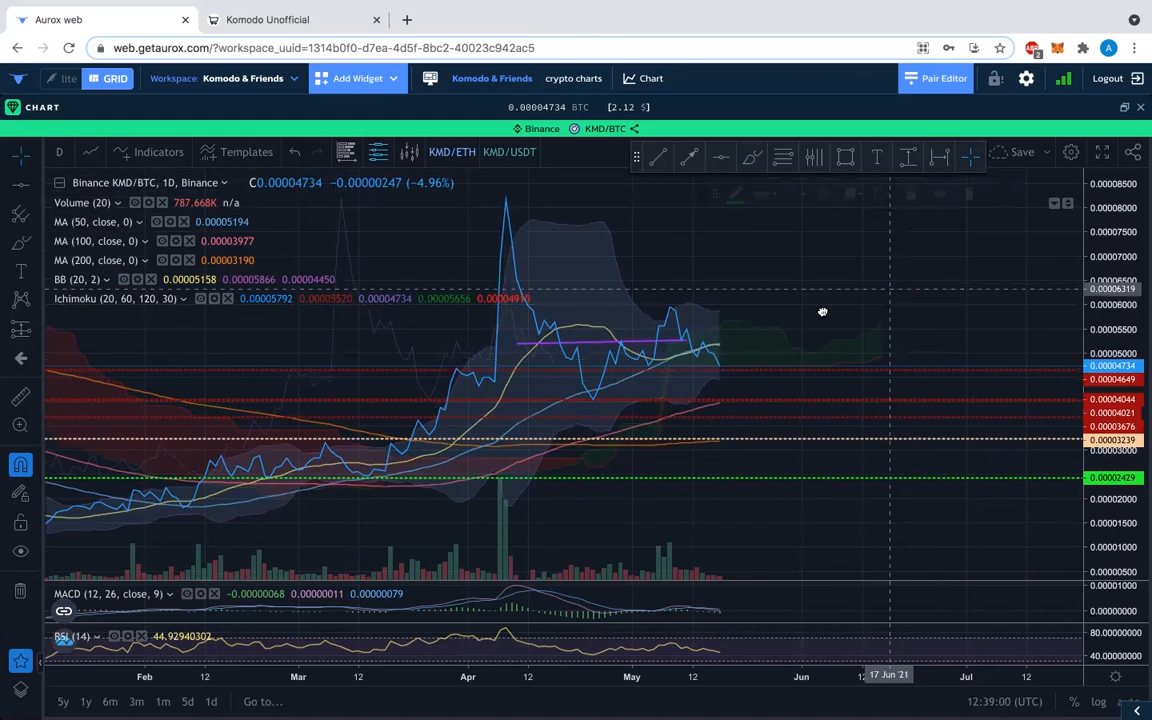 Aurox web
Komodo Unofficial
web.getaurox.com/?workspace_uuid=1314b0f0-d7ea-4d5f-8bc2-40023c942ac5
2
A
lite
GRID
Workspace: Komodo & Friends
Add Widget
Komodo & Friends
crypto charts
Chart
Pair Editor
Logout
CHART
0.00004734 BTC [2.12 $]
Binance KMD/BTC
D
Indicators
Templates
KMD/ETH KMD/USDT
Save
Binance KMD/BTC, 1D, Binance C0.00004734 −0.00000247 (−4.96%)
Volume (20) 787.668K n/a
MA (50, close, 0) 0.00005194
MA (100, close, 0) 0.00003977
MA (200, close, 0) 0.00003190
BB (20, 2) 0.00005158 0.00005866 0.00004450
Ichimoku (20, 60, 120, 30) 0.00005792 0.00005520 0.00004734 0.00005656
0.00008500
0.00008000
0.00007500
0.00007000
0.00006319
0.00006000
0.00005500
0.00005000
0.00004734
0.00004649
0.00004044
0.00004021
0.00003676
0.00003239
0.00003000
0.00002429
0.00002000
0.00001500
0.00001000
0.00000500
MACD (12, 26, close, 9) −0.00000068 0.00000011 0.00000079
0.00001000
0.00000000
RSI (14) 44.92940302
80.00000000
40.00000000
Feb 12 Mar 12 Apr 12 May 12 Jun 17 Jun '21 Jul 12
5y 1y 6m 3m 1m 5d 1d Go to...
12:39:00 (UTC) % log